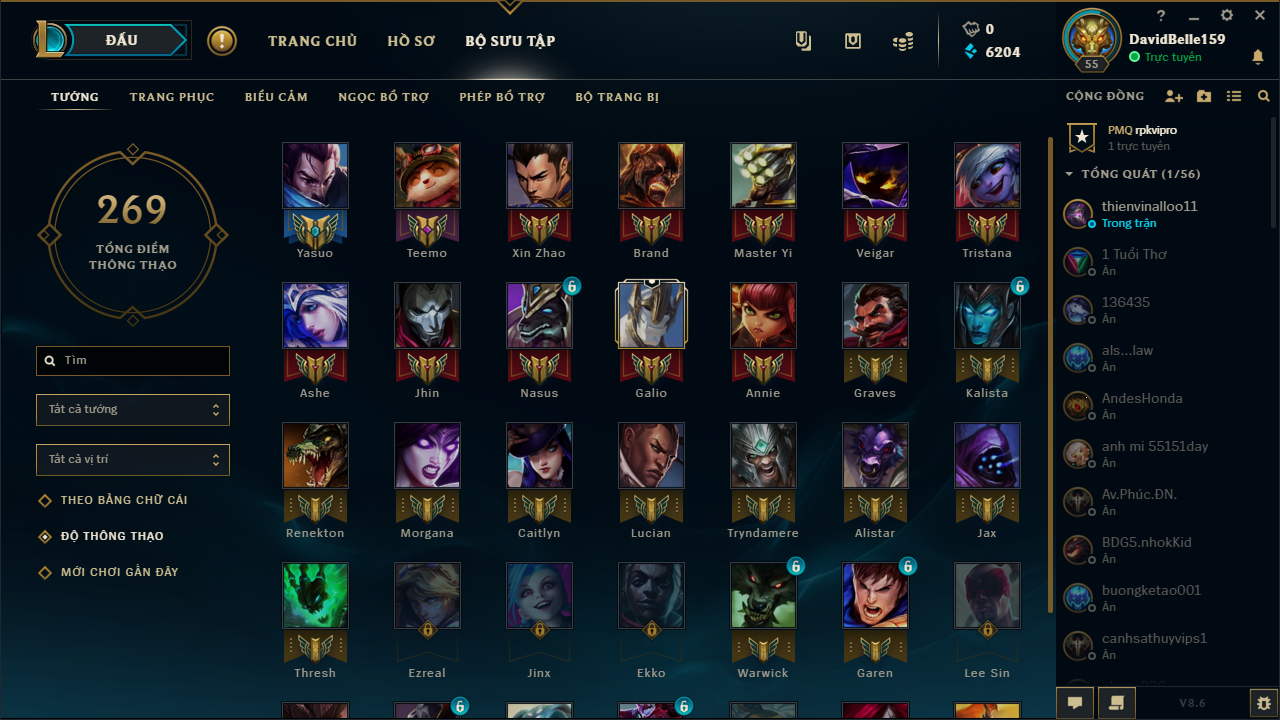 ĐẤU
!
TRANG CHỦ
HỒ SƠ
BỘ SƯU TẬP
0
6204
55
DavidBelle159
Trực tuyến
?
TƯỚNG
TRANG PHỤC
BIỂU CẢM
NGỌC BỔ TRỢ
PHÉP BỔ TRỢ
BỘ TRANG BỊ
CỘNG ĐỒNG
269
TỔNG ĐIỂM
THÔNG THẠO
Tìm
Tất cả tướng
Tất cả vị trí
THEO BẢNG CHỮ CÁI
ĐỘ THÔNG THẠO
MỚI CHƠI GẦN ĐÂY
Yasuo
Teemo
Xin Zhao
Brand
Master Yi
Veigar
Tristana
6
6
Ashe
Jhin
Nasus
Galio
Annie
Graves
Kalista
Renekton
Morgana
Caitlyn
Lucian
Tryndamere
Alistar
Jax
6
6
Thresh
Ezreal
Jinx
Ekko
Warwick
Garen
Lee Sin
6
6
PMQ rpkvipro
1 trực tuyến
TỔNG QUÁT (1/56)
thienvinalloo11
Trong trận
1 Tuổi Thơ
Ẩn
136435
Ẩn
als...law
Ẩn
AndesHonda
Ẩn
anh mi 55151day
Ẩn
Av.Phúc.ĐN.
Ẩn
BDG5.nhokKid
Ẩn
buongketao001
Ẩn
canhsathuyvips1
Ẩn
V8.6